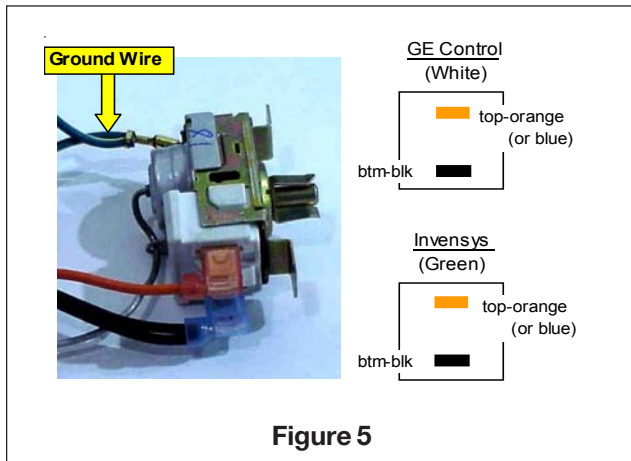 Ground Wire
GE Control
(White)
top-orange
(or blue)
btm-blk
Invensys
(Green)
top-orange
(or blue)
btm-blk
Figure 5